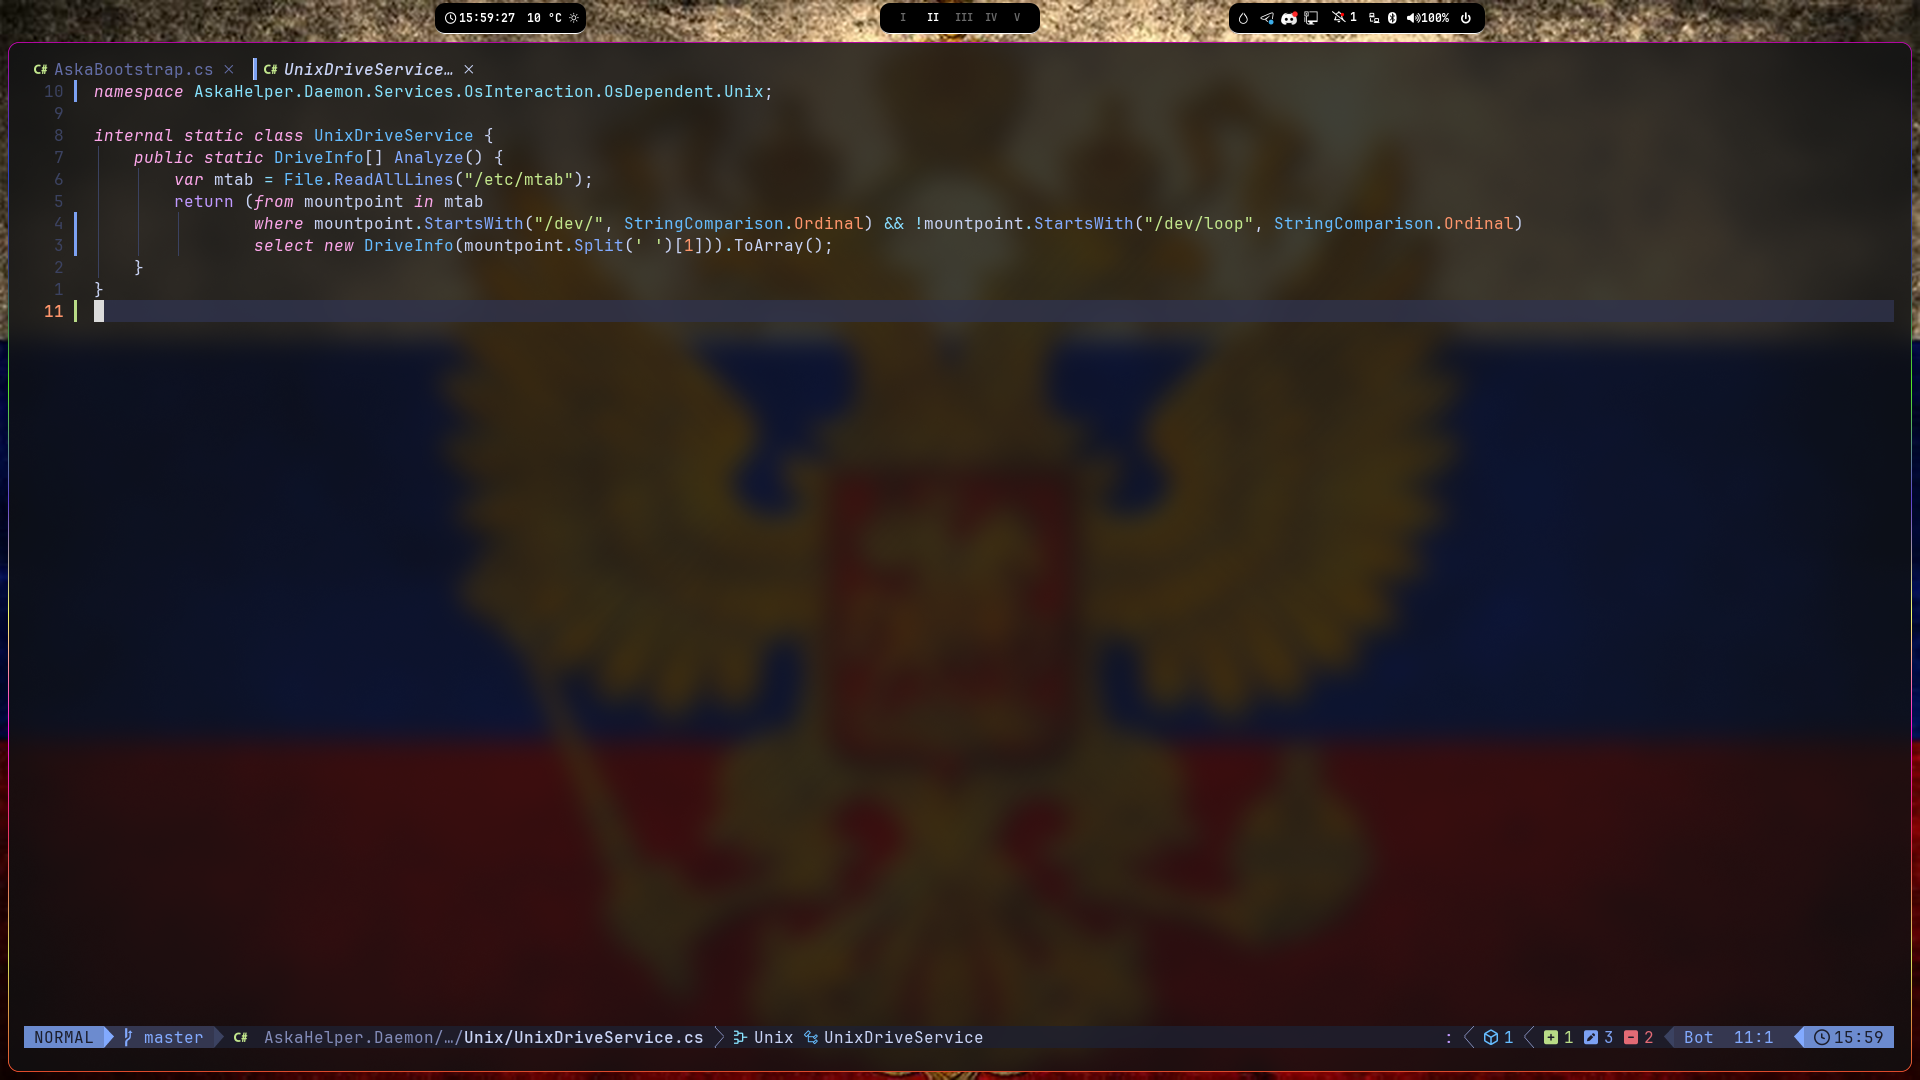 15:59:27 10 °C
I II III IV V
1 100%
C# AskaBootstrap.cs × C# UnixDriveService… ×
10 namespace AskaHelper.Daemon.Services.OsInteraction.OsDependent.Unix;
9
8 internal static class UnixDriveService {
7 public static DriveInfo[] Analyze() {
6 var mtab = File.ReadAllLines("/etc/mtab");
5 return (from mountpoint in mtab
4 where mountpoint.StartsWith("/dev/", StringComparison.Ordinal) && !mountpoint.StartsWith("/dev/loop", StringComparison.Ordinal)
3 select new DriveInfo(mountpoint.Split(' ')[1])).ToArray();
2 }
1 }
11
NORMAL master C# AskaHelper.Daemon/…/Unix/UnixDriveService.cs Unix UnixDriveService : 1 1 3 2 Bot 11:1 15:59